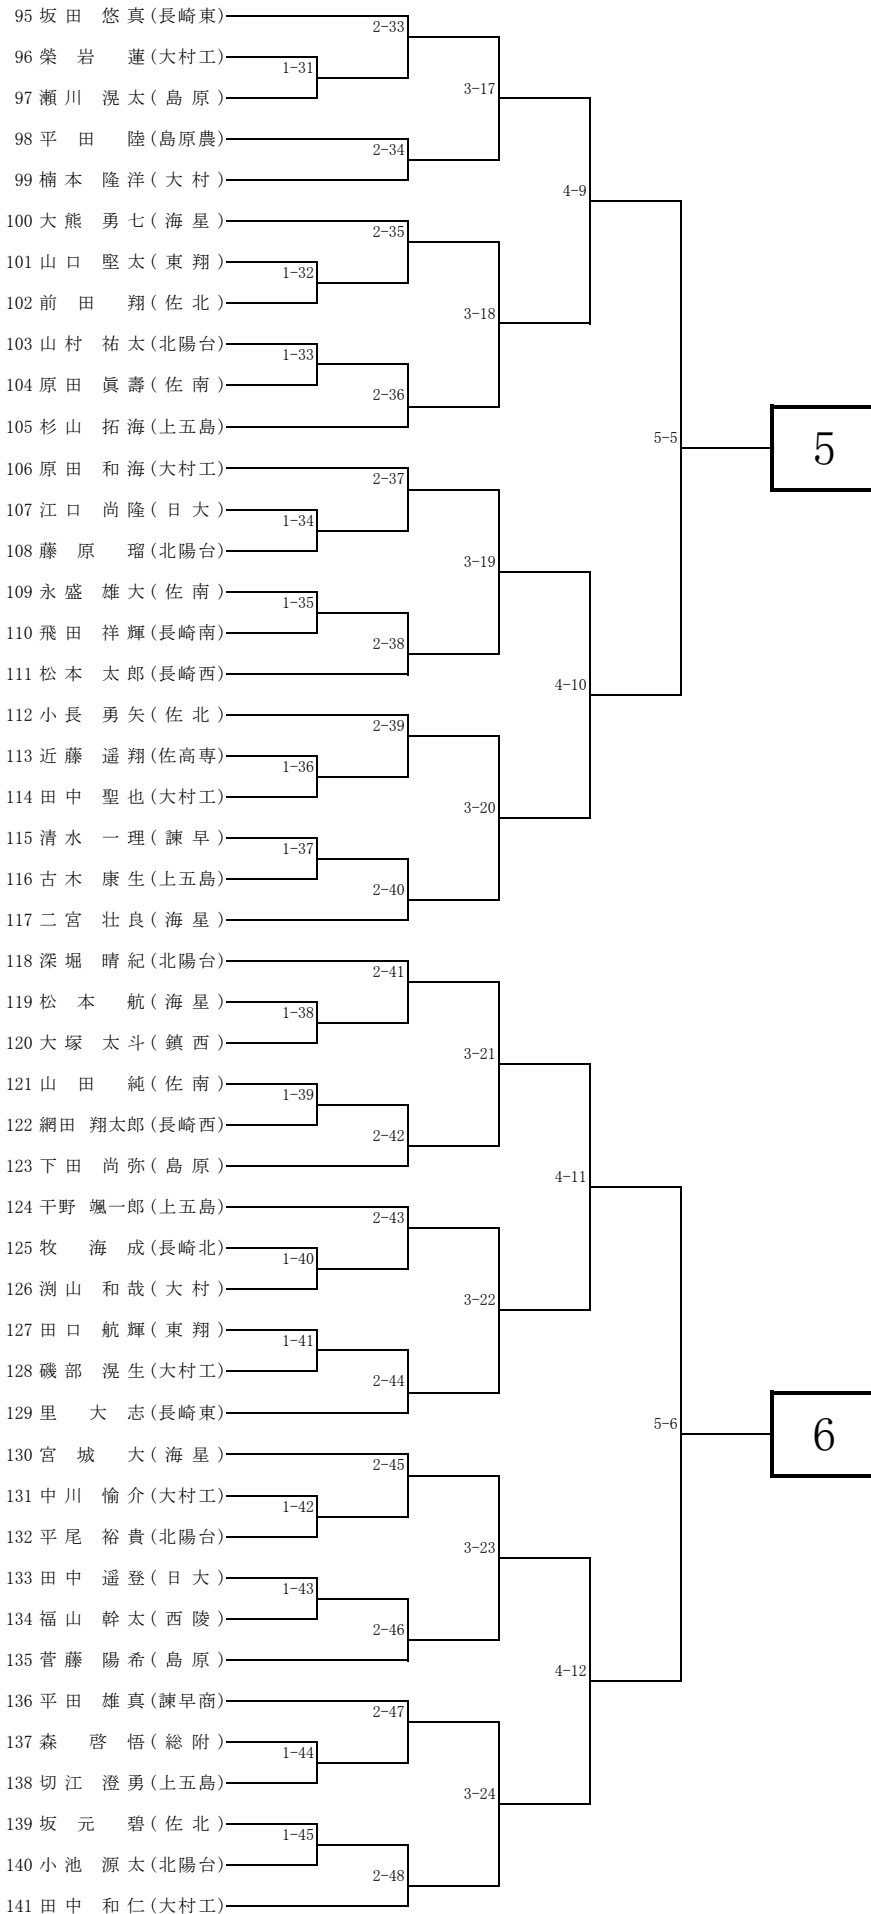 95 坂田 悠真(長崎東)
2-33
96 榮岩 蓮(大村工)
1-31
3-17
97 瀬川 滉太(島原)
98 平田 陸(島原農)
2-34
99 楠本 隆洋(大村)
4-9
100 大熊 勇七(海星)
2-35
101 山口 堅太(東翔)
1-32
102 前田 翔(佐北)
3-18
103 山村 祐太(北陽台)
1-33
104 原田 眞壽(佐南)
2-36
105 杉山 拓海(上五島)
5-5
5
106 原田 和海(大村工)
2-37
107 江口 尚隆(日大)
1-34
108 藤原 瑠(北陽台)
3-19
109 永盛 雄大(佐南)
1-35
110 飛田 祥輝(長崎南)
2-38
111 松本 太郎(長崎西)
4-10
112 小長 勇矢(佐北)
2-39
113 近藤 遥翔(佐高専)
1-36
114 田中 聖也(大村工)
3-20
115 清水 一理(諫早)
1-37
116 古木 康生(上五島)
2-40
117 二宮 壮良(海星)
118 深堀 晴紀(北陽台)
2-41
119 松本 航(海星)
1-38
120 大塚 太斗(鎮西)
3-21
121 山田 純(佐南)
1-39
122 網田 翔太郎(長崎西)
2-42
123 下田 尚弥(島原)
4-11
124 干野 颯一郎(上五島)
2-43
125 牧 海成(長崎北)
1-40
126 渕山 和哉(大村)
3-22
127 田口 航輝(東翔)
1-41
128 磯部 滉生(大村工)
2-44
129 里 大志(長崎東)
5-6
6
130 宮城 大(海星)
2-45
131 中川 愉介(大村工)
1-42
132 平尾 裕貴(北陽台)
3-23
133 田中 遥登(日大)
1-43
134 福山 幹太(西陵)
2-46
135 菅藤 陽希(島原)
4-12
136 平田 雄真(諫早商)
2-47
137 森 啓悟(総附)
1-44
138 切江 澄勇(上五島)
3-24
139 坂元 碧(佐北)
1-45
140 小池 源太(北陽台)
2-48
141 田中 和仁(大村工)